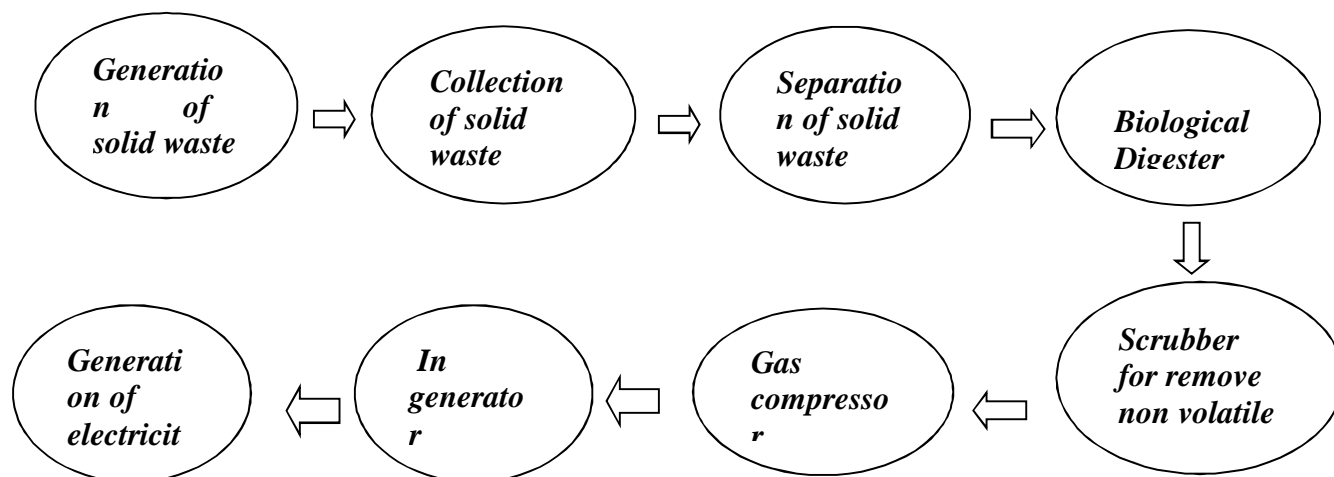 Generatio
n of
solid waste
Collection
of solid
waste
Separatio
n of solid
waste
Biological
Digester
Scrubber
for remove
non volatile
Gas
compresso
r
In
generato
r
Generati
on of
electricit